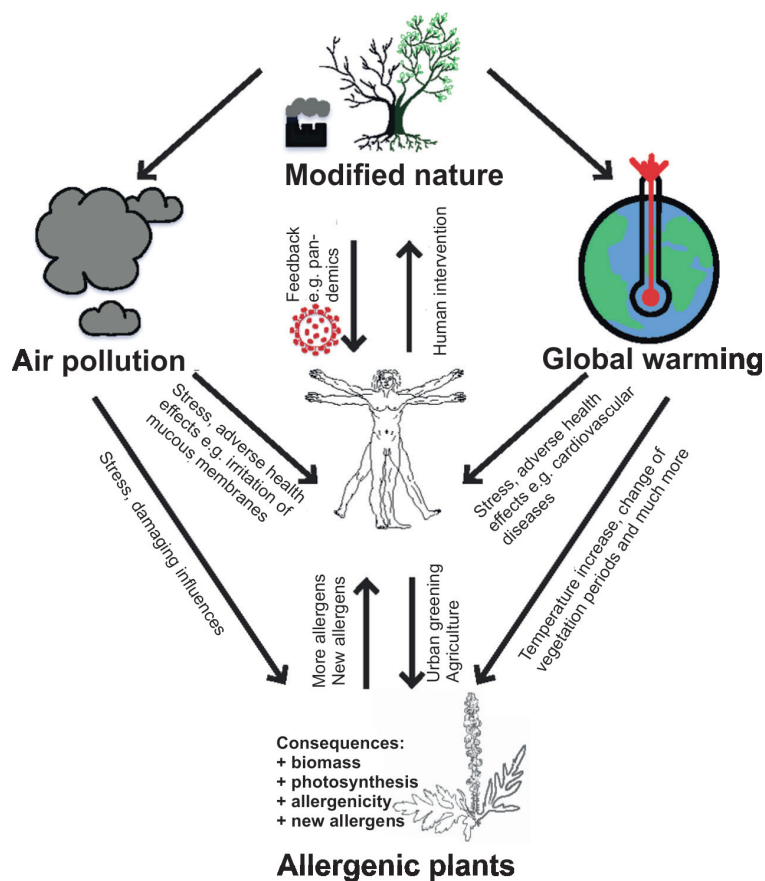 Modified nature
Feedback
e.g. pan-
demics
Human intervention
Air pollution
Global warming
Stress, adverse health
effects e.g. irritation of
mucous membranes
Stress, adverse health
effects e.g. cardiovascular
diseases
Stress, damaging influences
Temperature increase, change of
vegetation periods and much more
More allergens
New allergens
Urban greening
Agriculture
Consequences:
+ biomass
+ photosynthesis
+ allergenicity
+ new allergens
Allergenic plants